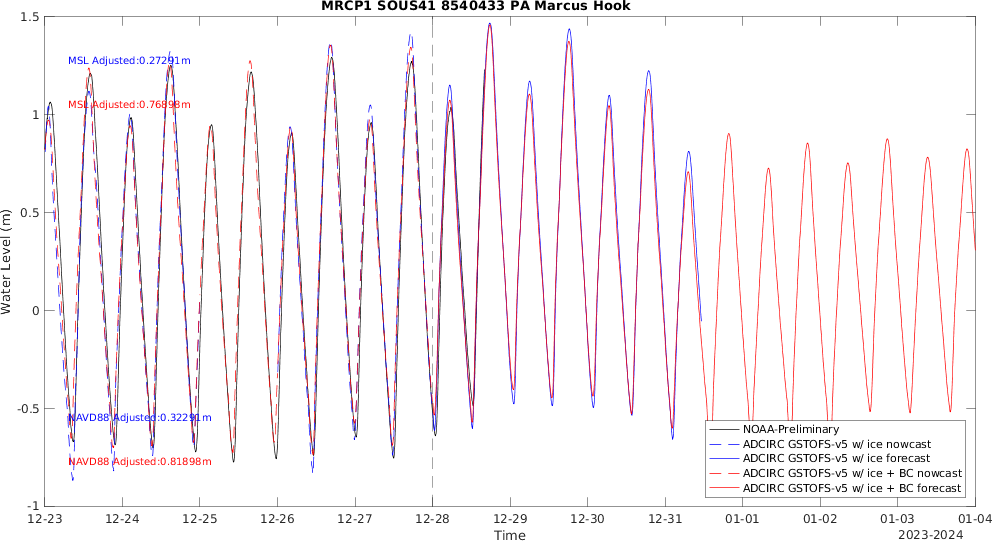 MRCP1 SOUS41 8540433 PA Marcus Hook
1.5
1
0.5
0
-0.5
-1
Water Level (m)
MSL Adjusted:0.27291m
MSL Adjusted:0.76898m
NAVD88 Adjusted:0.32291m
NAVD88 Adjusted:0.81898m
NOAA-Preliminary
ADCIRC GSTOFS-v5 w/ ice nowcast
ADCIRC GSTOFS-v5 w/ ice forecast
ADCIRC GSTOFS-v5 w/ ice + BC nowcast
ADCIRC GSTOFS-v5 w/ ice + BC forecast
12-23 12-24 12-25 12-26 12-27 12-28 12-29 12-30 12-31 01-01 01-02 01-03 01-04
Time
2023-2024